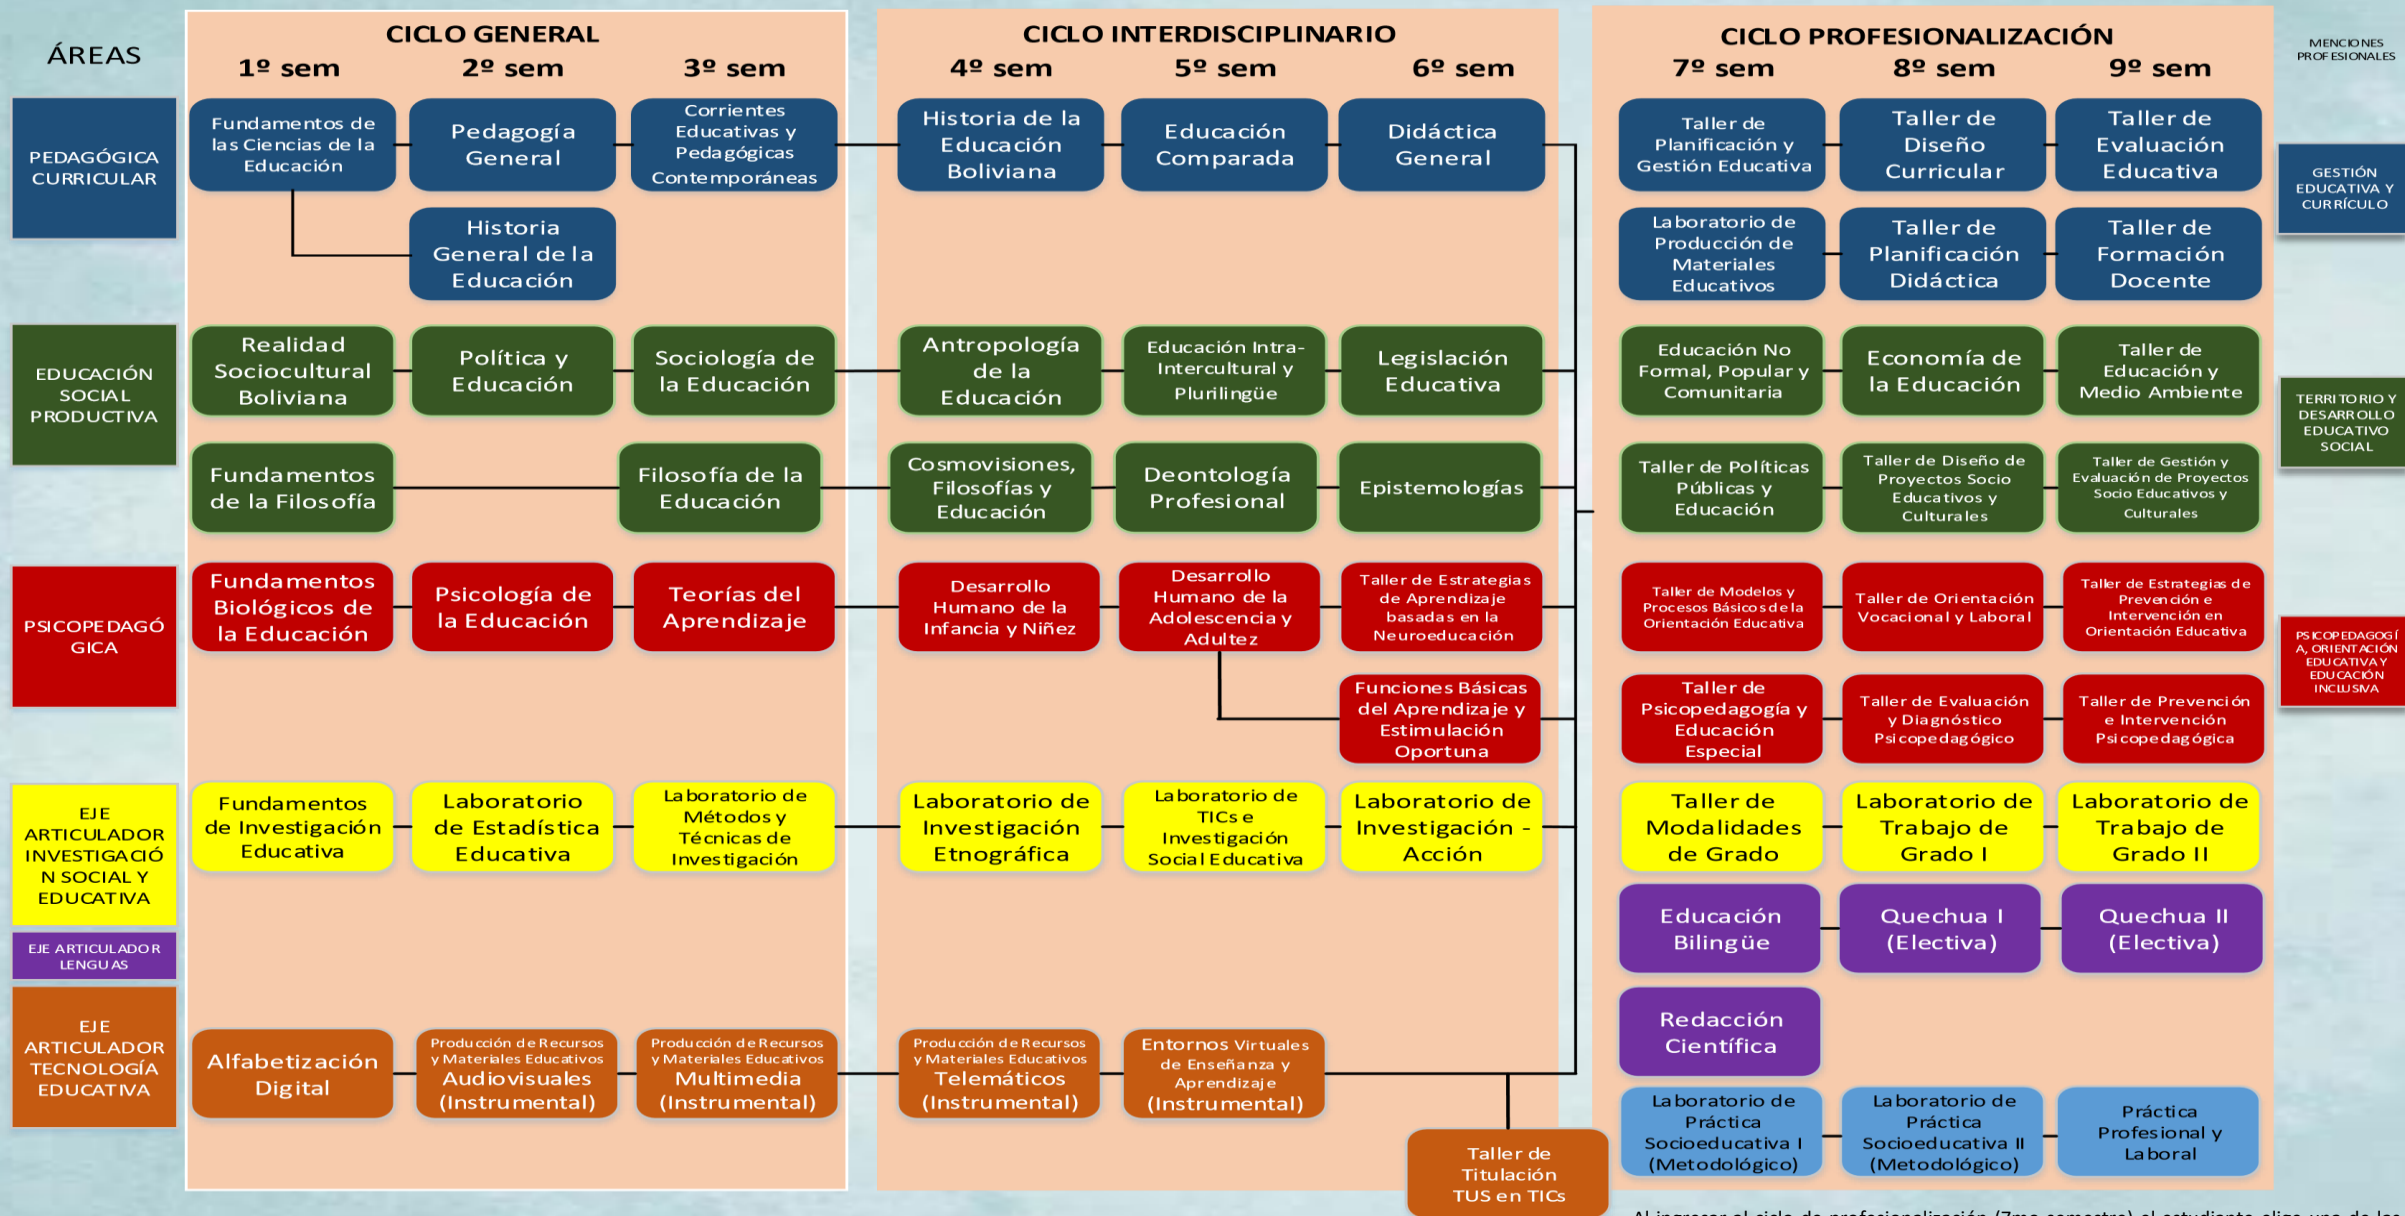 ÁREAS
CICLO GENERAL
1º sem
2º sem
3º sem
CICLO INTERDISCIPLINARIO
4º sem
5º sem
6º sem
CICLO PROFESIONALIZACIÓN
7º sem
8º sem
9º sem
MENCIONES
PROFESIONALES
PEDAGÓGICA
CURRICULAR
Fundamentos de
las Ciencias de la
Educación
Pedagogía
General
Corrientes
Educativas y
Pedagógicas
Contemporáneas
Historia de la
Educación
Boliviana
Educación
Comparada
Didáctica
General
Taller de
Planificación y
Gestión Educativa
Taller de
Diseño
Curricular
Taller de
Evaluación
Educativa
GESTIÓN
EDUCATIVA Y
CURRÍCULO
Historia
General de la
Educación
Laboratorio de
Producción de
Materiales
Educativos
Taller de
Planificación
Didáctica
Taller de
Formación
Docente
EDUCACIÓN
SOCIAL
PRODUCTIVA
Realidad
Sociocultural
Boliviana
Política y
Educación
Sociología de
la Educación
Antropología
de la
Educación
Educación Intra-
Intercultural y
Plurilingüe
Legislación
Educativa
Educación No
Formal, Popular y
Comunitaria
Economía de
la Educación
Taller de
Educación y
Medio Ambiente
TERRITORIO Y
DESARROLLO
EDUCATIVO
SOCIAL
Fundamentos
de la Filosofía
Filosofía de la
Educación
Cosmovisiones,
Filosofías y
Educación
Deontología
Profesional
Epistemologías
Taller de Políticas
Públicas y
Educación
Taller de Diseño de
Proyectos Socio
Educativos y
Culturales
Taller de Gestión y
Evaluación de Proyectos
Socio Educativos y
Culturales
PSICOPEDAGÓ
GICA
Fundamentos
Biológicos de
la Educación
Psicología de
la Educación
Teorías del
Aprendizaje
Desarrollo
Humano de la
Infancia y Niñez
Desarrollo
Humano de la
Adolescencia y
Adultez
Taller de Estrategias
de Aprendizaje
basadas en la
Neuroeducación
Taller de Modelos y
Procesos Básicos de la
Orientación Educativa
Taller de Orientación
Vocacional y Laboral
Taller de Estrategias de
Prevención e
Intervención en
Orientación Educativa
PSICOPEDAGOGÍ
A, ORIENTACIÓN
EDUCATIVA Y
EDUCACIÓN
INCLUSIVA
Funciones Básicas
del Aprendizaje y
Estimulación
Oportuna
Taller de
Psicopedagogía y
Educación
Especial
Taller de Evaluación
y Diagnóstico
Psicopedagógico
Taller de Prevención
e Intervención
Psicopedagógica
EJE
ARTICULADOR
INVESTIGACIÓ
N SOCIAL Y
EDUCATIVA
Fundamentos
de Investigación
Educativa
Laboratorio
de Estadística
Educativa
Laboratorio de
Métodos y
Técnicas de
Investigación
Laboratorio de
Investigación
Etnográfica
Laboratorio de
TICs e
Investigación
Social Educativa
Laboratorio de
Investigación -
Acción
Taller de
Modalidades
de Grado
Laboratorio de
Trabajo de
Grado I
Laboratorio de
Trabajo de
Grado II
EJE ARTICULADOR
LENGUAS
Educación
Bilingüe
Quechua I
(Electiva)
Quechua II
(Electiva)
Redacción
Científica
EJE
ARTICULADOR
TECNOLOGÍA
EDUCATIVA
Alfabetización
Digital
Producción de Recursos
y Materiales Educativos
Audiovisuales
(Instrumental)
Producción de Recursos
y Materiales Educativos
Multimedia
(Instrumental)
Producción de Recursos
y Materiales Educativos
Telemáticos
(Instrumental)
Entornos Virtuales
de Enseñanza y
Aprendizaje
(Instrumental)
Taller de
Titulación
TUS en TICs
Laboratorio de
Práctica
Socioeducativa I
(Metodológico)
Laboratorio de
Práctica
Socioeducativa II
(Metodológico)
Práctica
Profesional y
Laboral
Al ingresar al ciclo de profesionalización (7mo semestre) el estudiante elige una de las